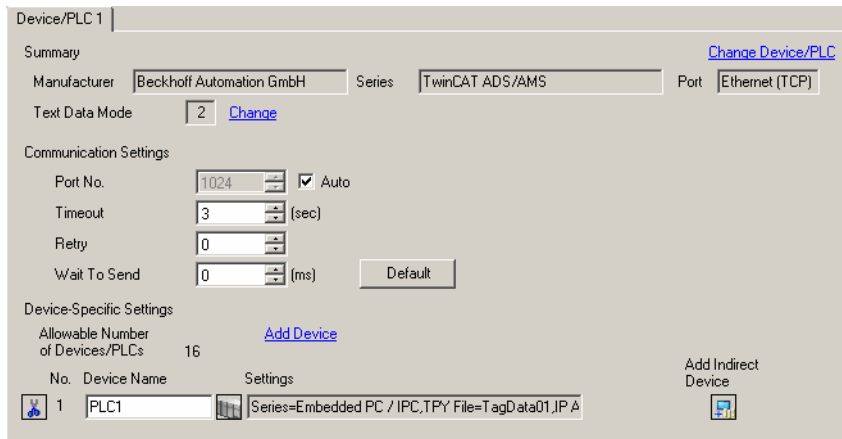 Device/PLC 1
Summary
Change Device/PLC
Manufacturer Beckhoff Automation GmbH Series TwinCAT ADS/AMS Port Ethernet (TCP)
Text Data Mode 2 Change
Communication Settings
Port No. 1024 Auto
Timeout 3 (sec)
Retry 0
Wait To Send 0 (ms) Default
Device-Specific Settings
Allowable Number
of Devices/PLCs 16
Add Device
Add Indirect
Device
No. Device Name Settings
1 PLC1 Series=Embedded PC / IPC,TPY File=TagData01,IP A